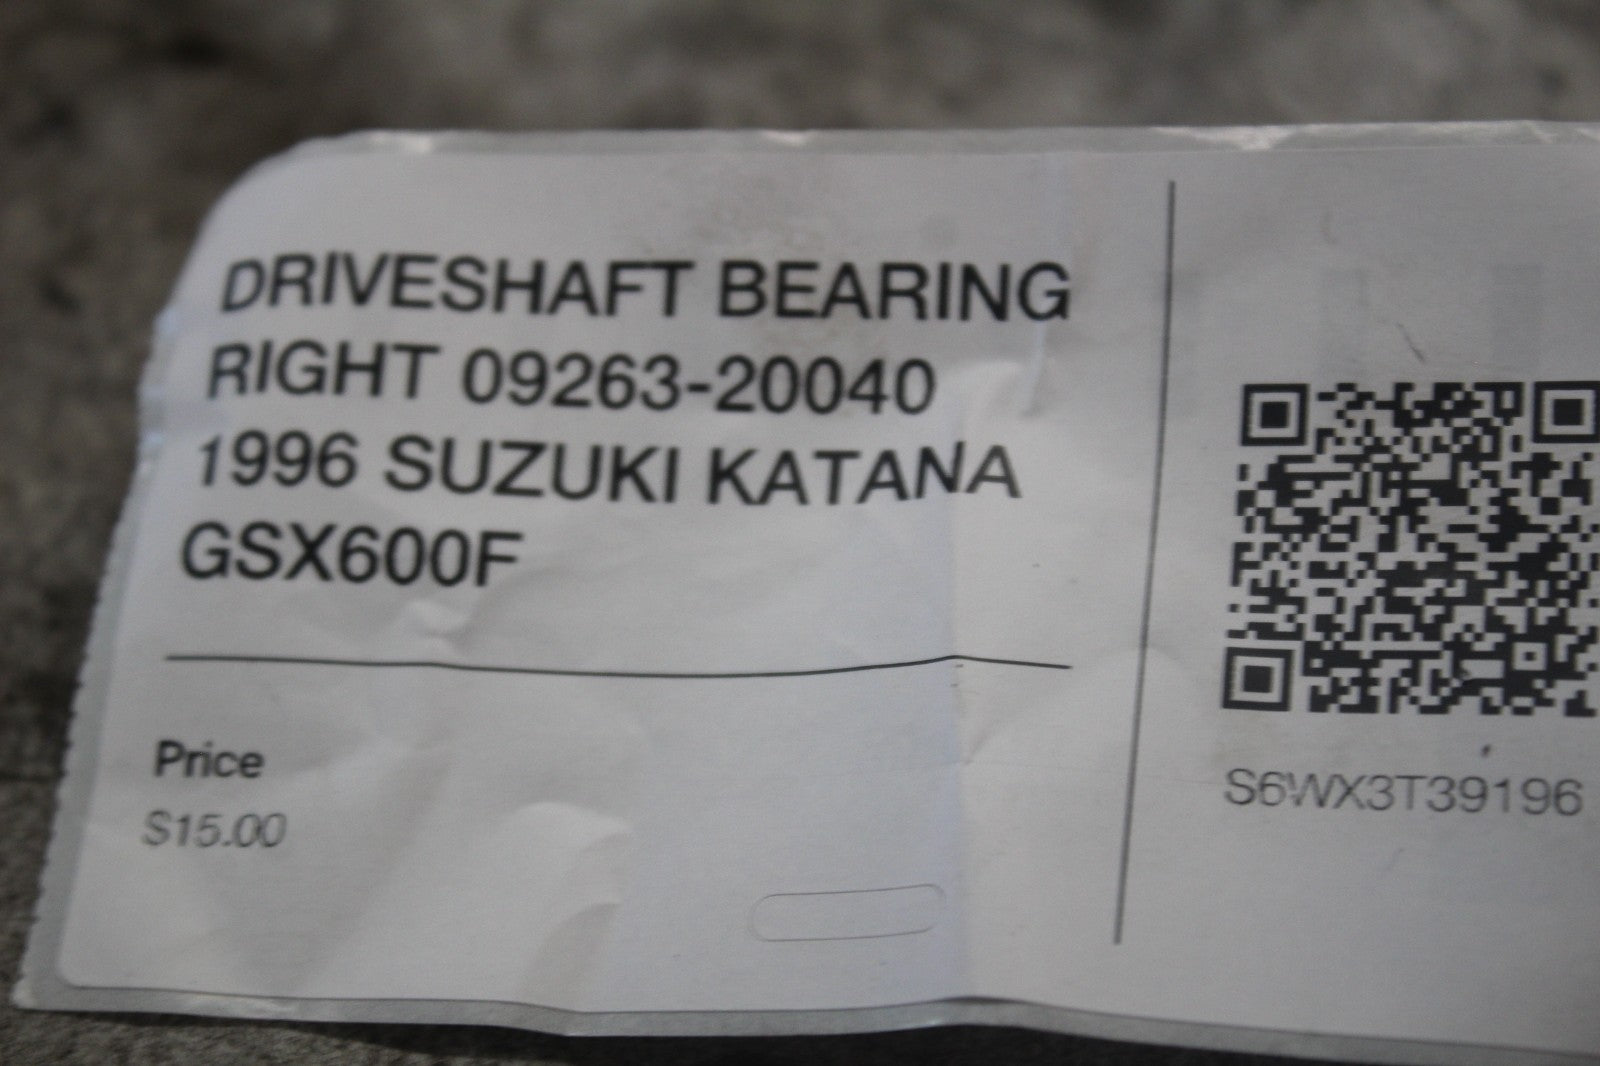 DRIVESHAFT BEARING
RIGHT 09263-20040
1996 SUZUKI KATANA
GSX600F
Price
$15.00
S6WX3T39196